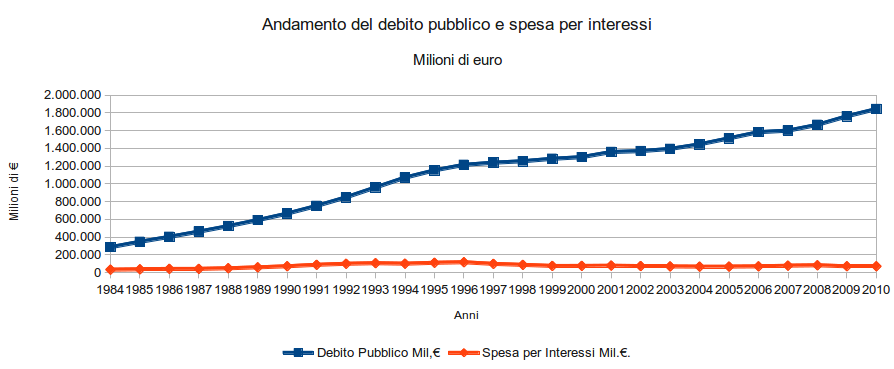 Andamento del debito pubblico e spesa per interessi
Milioni di euro
Milioni di €
2.000.000
1.800.000
1.600.000
1.400.000
1.200.000
1.000.000
800.000
600.000
400.000
200.000
0
1984 1985 1986 1987 1988 1989 1990 1991 1992 1993 1994 1995 1996 1997 1998 1999 2000 2001 2002 2003 2004 2005 2006 2007 2008 2009 2010
Anni
Debito Pubblico Mil,€ Spesa per Interessi Mil.€.